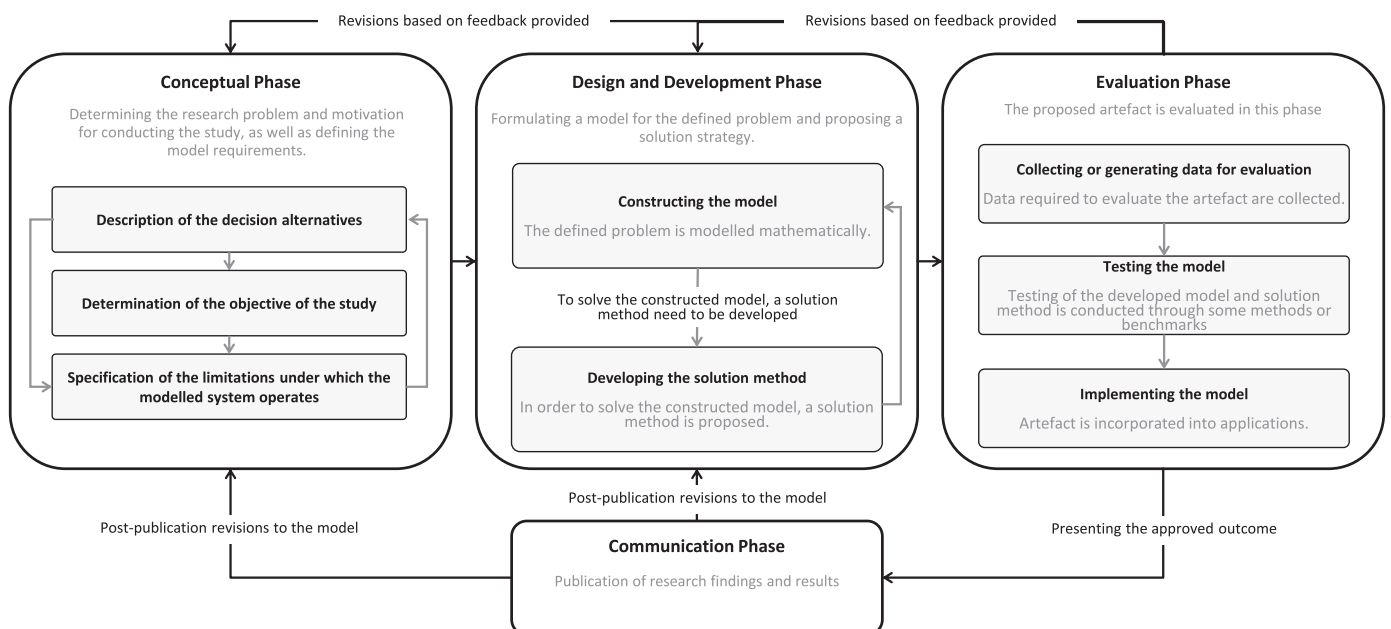 Revisions based on feedback provided
Revisions based on feedback provided
Conceptual Phase
Determining the research problem and motivation
for conducting the study, as well as defining the
model requirements.
Description of the decision alternatives
Determination of the objective of the study
Specification of the limitations under which the
modelled system operates
Design and Development Phase
Formulating a model for the defined problem and proposing a
solution strategy.
Constructing the model
The defined problem is modelled mathematically.
To solve the constructed model, a solution
method need to be developed
Developing the solution method
In order to solve the constructed model, a solution
method is proposed.
Evaluation Phase
The proposed artefact is evaluated in this phase
Collecting or generating data for evaluation
Data required to evaluate the artefact are collected.
Testing the model
Testing of the developed model and solution
method is conducted through some methods or
benchmarks
Implementing the model
Artefact is incorporated into applications.
Post-publication revisions to the model
Post-publication revisions to the model
Presenting the approved outcome
Communication Phase
Publication of research findings and results